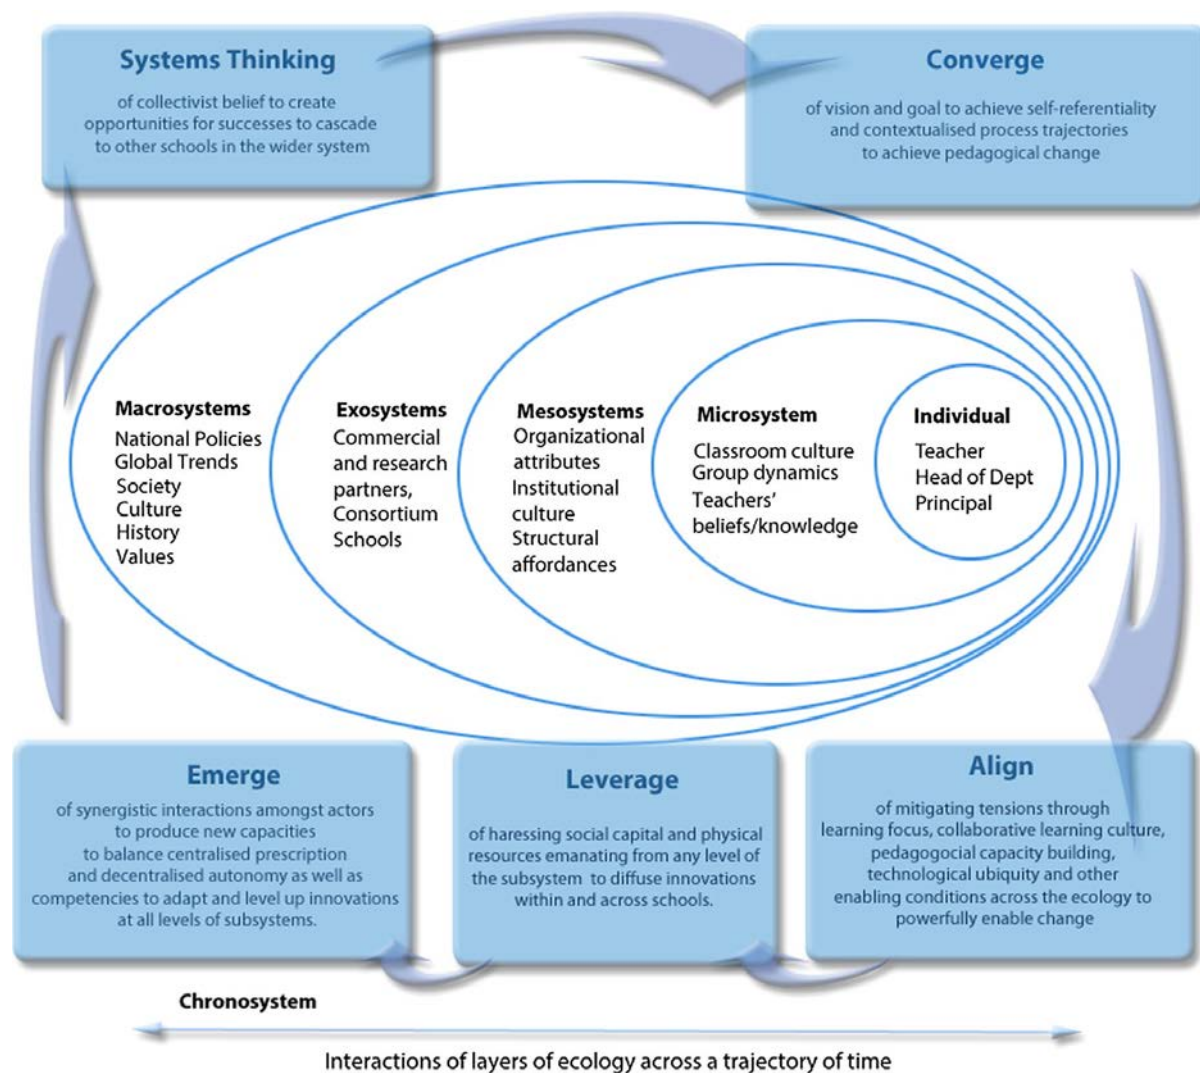 Systems Thinking
of collectivist belief to create
opportunities for successes to cascade
to other schools in the wider system
Converge
of vision and goal to achieve self-referentiality
and contextualised process trajectories
to achieve pedagogical change
Macrosystems
National Policies
Global Trends
Society
Culture
History
Values
Exosystems
Commercial
and research
partners,
Consortium
Schools
Mesosystems
Organizational
attributes
Institutional
culture
Structural
affordances
Microsystem
Classroom culture
Group dynamics
Teachers'
beliefs/knowledge
Individual
Teacher
Head of Dept
Principal
Emerge
of synergistic interactions amongst actors
to produce new capacities
to balance centralised prescription
and decentralised autonomy as well as
competencies to adapt and level up innovations
at all levels of subsystems.
Leverage
of haressing social capital and physical
resources emanating from any level of
the subsystem to diffuse innovations
within and across schools.
Align
of mitigating tensions through
learning focus, collaborative learning culture,
pedagogocial capacity building,
technological ubiquity and other
enabling conditions across the ecology to
powerfully enable change
Chronosystem
Interactions of layers of ecology across a trajectory of time